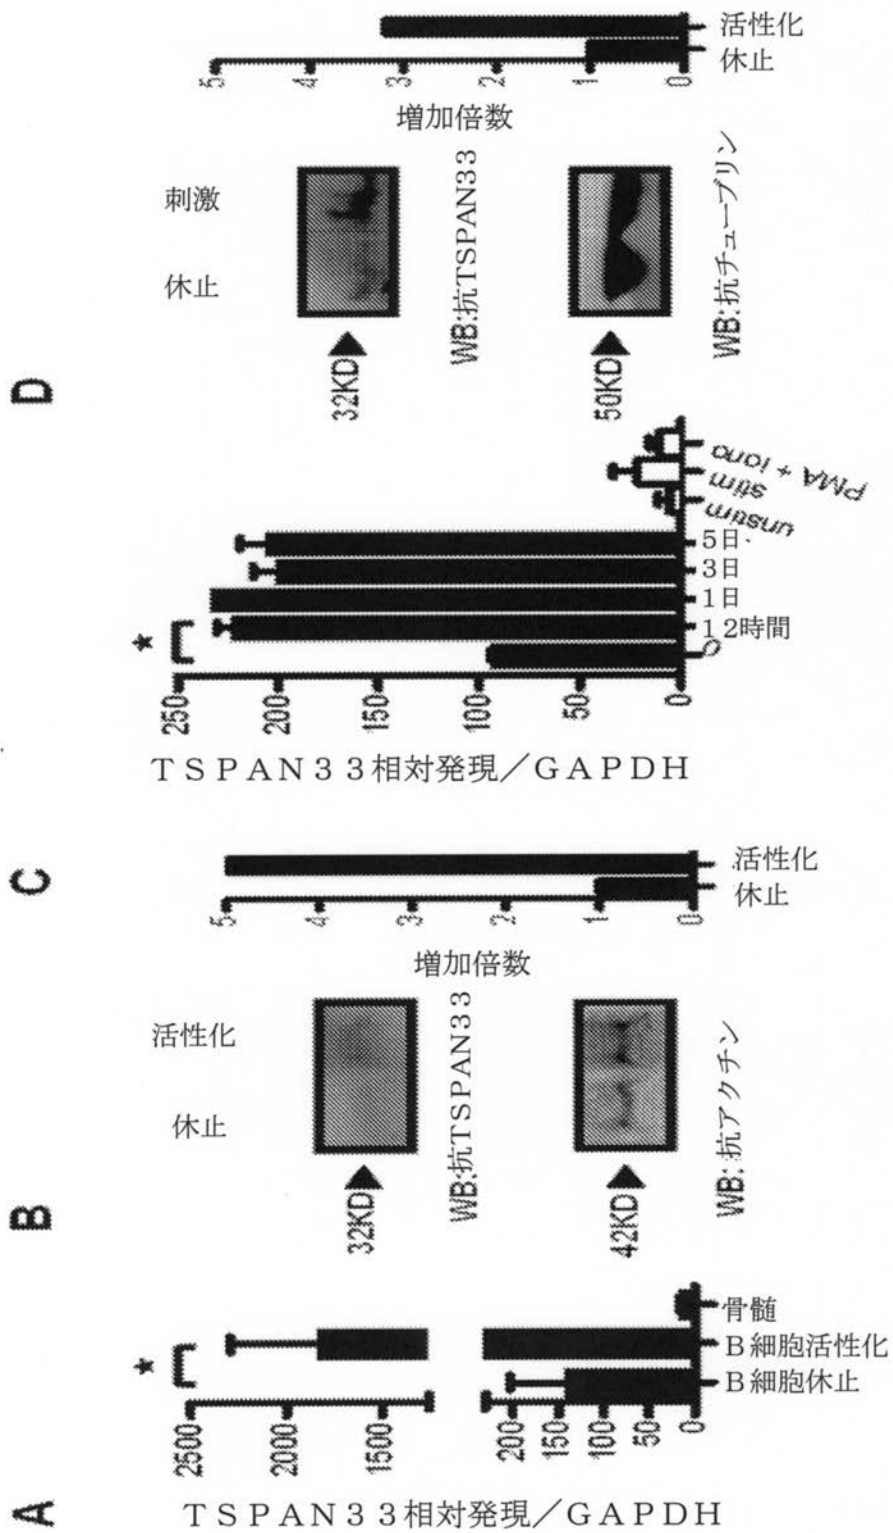 A
TSPAN33相対発現/GAPDH
2500
2000
1500
200
150
100
50
0
★
B細胞休止
B細胞活性化
骨髄
B
休止
活性化
32KD
WB:抗TSPAN33
42KD
WB:抗アクチン
増加倍数
5
4
3
2
1
0
休止
活性化
C
TSPAN33相対発現/GAPDH
250
200
150
100
50
0
★
0
12時間
1日
3日
5日
unstim
stim
PMA + iono
D
休止
刺激
32KD
WB:抗TSPAN33
50KD
WB:抗チューブリン
増加倍数
5
4
3
2
1
0
休止
活性化